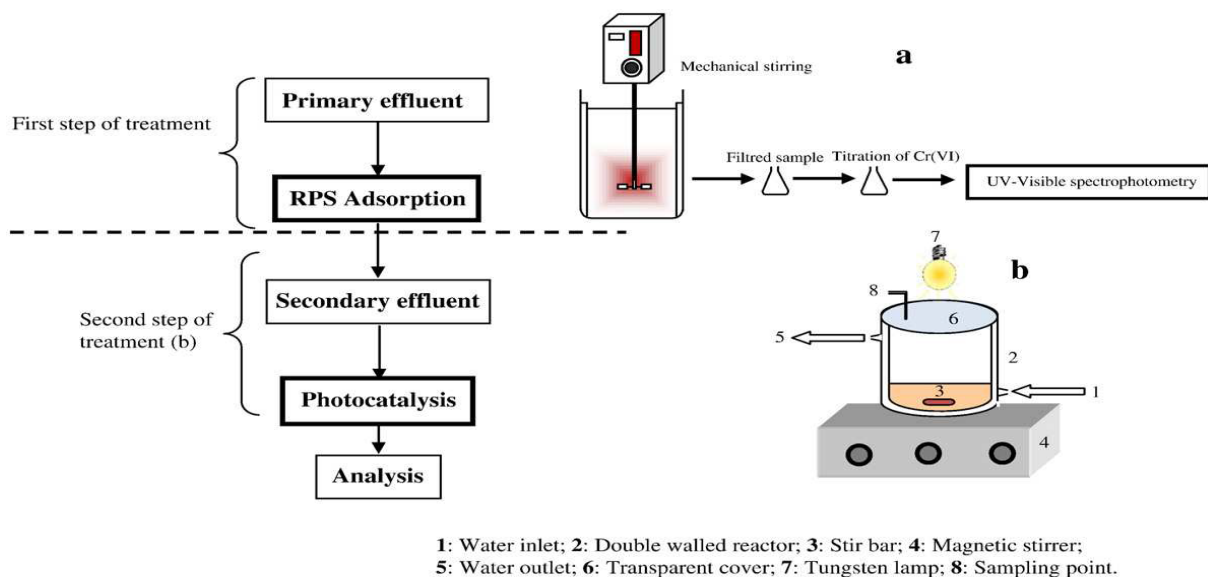 First step of treatment
Primary effluent
RPS Adsorption
Second step of
treatment (b)
Secondary effluent
Photocatalysis
Analysis
a
Mechanical stirring
Filtred sample
Titration of Cr(VI)
UV-Visible spectrophotometry
b
7
8
6
5
2
3
1
4
1: Water inlet; 2: Double walled reactor; 3: Stir bar; 4: Magnetic stirrer;
5: Water outlet; 6: Transparent cover; 7: Tungsten lamp; 8: Sampling point.